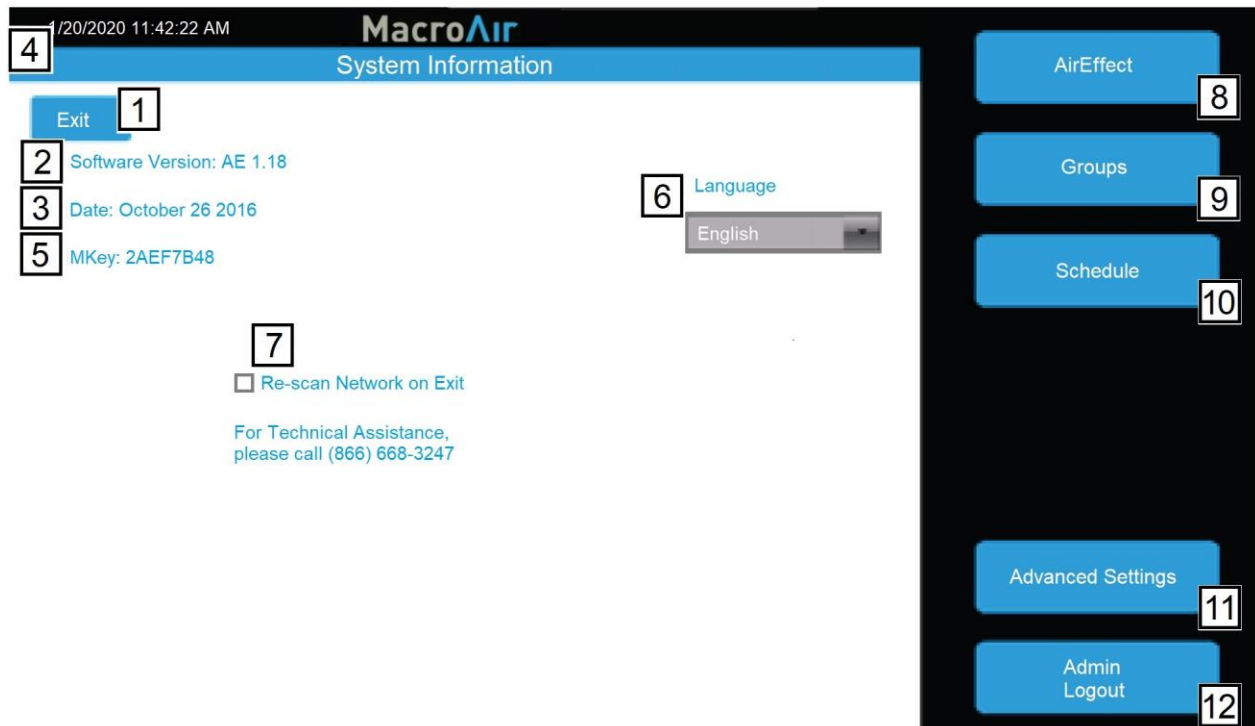 1/20/2020 11:42:22 AM
MacroAir
4
System Information
Exit
1
2
Software Version: AE 1.18
3
Date: October 26 2016
5
MKey: 2AEF7B48
6
Language
English
7
Re-scan Network on Exit
For Technical Assistance,
please call (866) 668-3247
AirEffect
8
Groups
9
Schedule
10
Advanced Settings
11
Admin
Logout
12